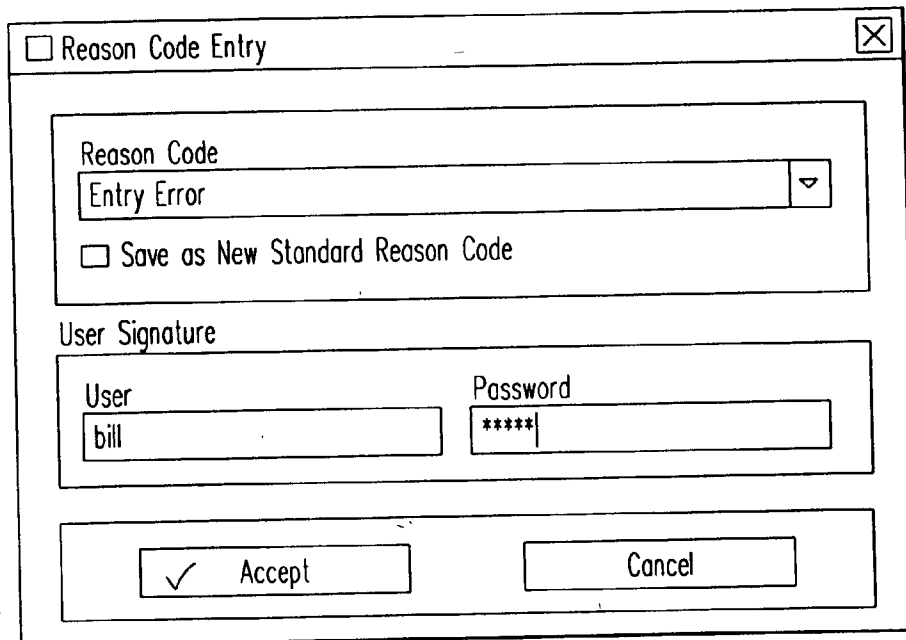 Reason Code Entry
Reason Code
Entry Error
Save as New Standard Reason Code
User Signature
User Password
bill *****
Accept Cancel